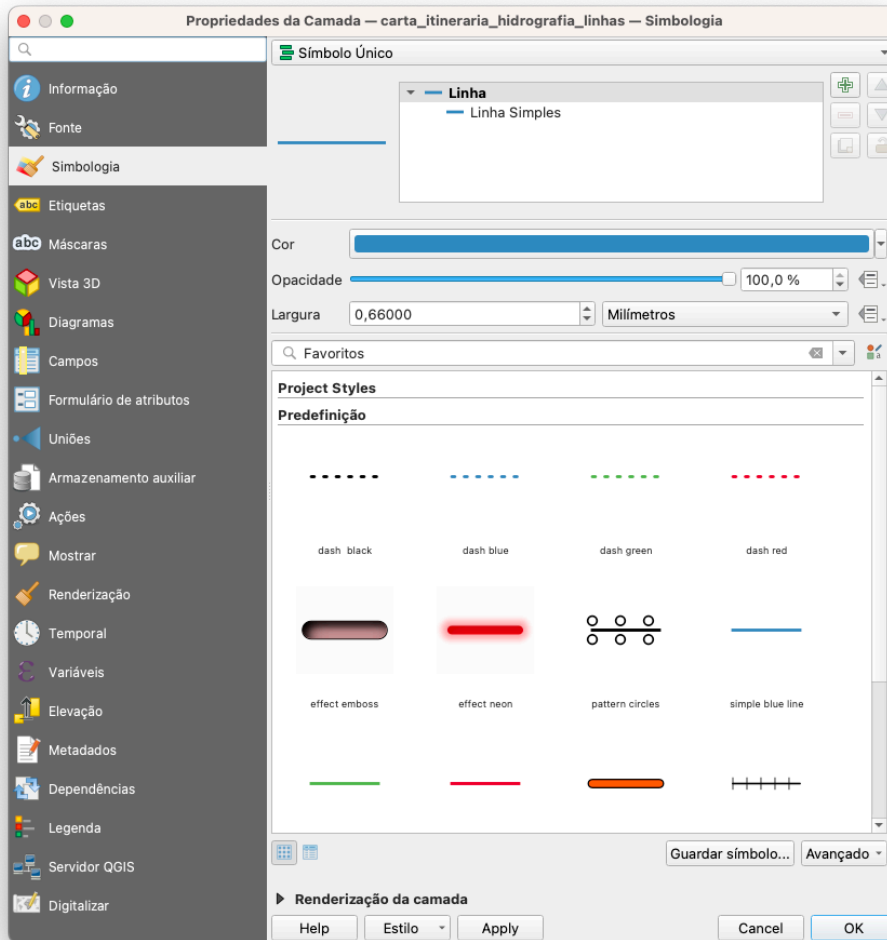 Propriedades da Camada — carta_itineraria_hidrografia_linhas — Simbologia
Informação
Fonte
Simbologia
abc Etiquetas
abc Máscaras
Vista 3D
Diagramas
Campos
Formulário de atributos
Uniões
Armazenamento auxiliar
Ações
Mostrar
Renderização
Temporal
Variáveis
Elevação
Metadados
Dependências
Legenda
Servidor QGIS
Digitalizar
Símbolo Único
Linha
Linha Simples
Cor
Opacidade 100,0 %
Largura 0,66000 Milímetros
Favoritos
Project Styles
Predefinição
dash  black dash blue dash green dash red
effect emboss effect neon pattern circles simple blue line
Guardar símbolo... Avançado
Renderização da camada
Help Estilo Apply Cancel OK